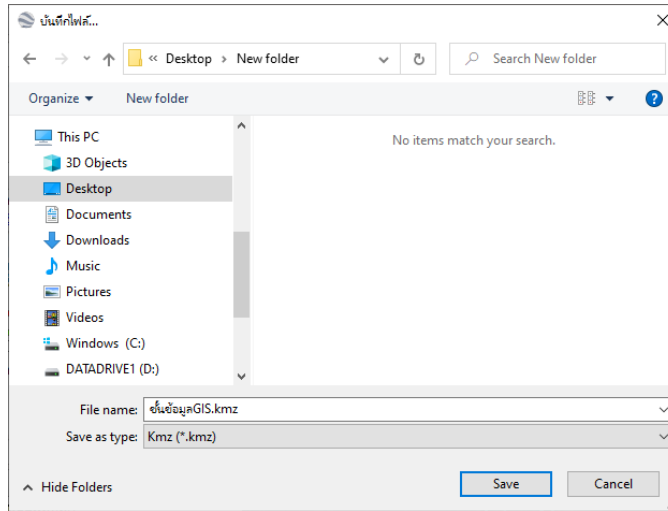 บันทึกไฟล์...
« Desktop › New folder
Search New folder
Organize
New folder
?
This PC
3D Objects
Desktop
Documents
Downloads
Music
Pictures
Videos
Windows (C:)
DATADRIVE1 (D:)
No items match your search.
File name: ชั้นข้อมูลGIS.kmz
Save as type: Kmz (*.kmz)
Hide Folders
Save
Cancel